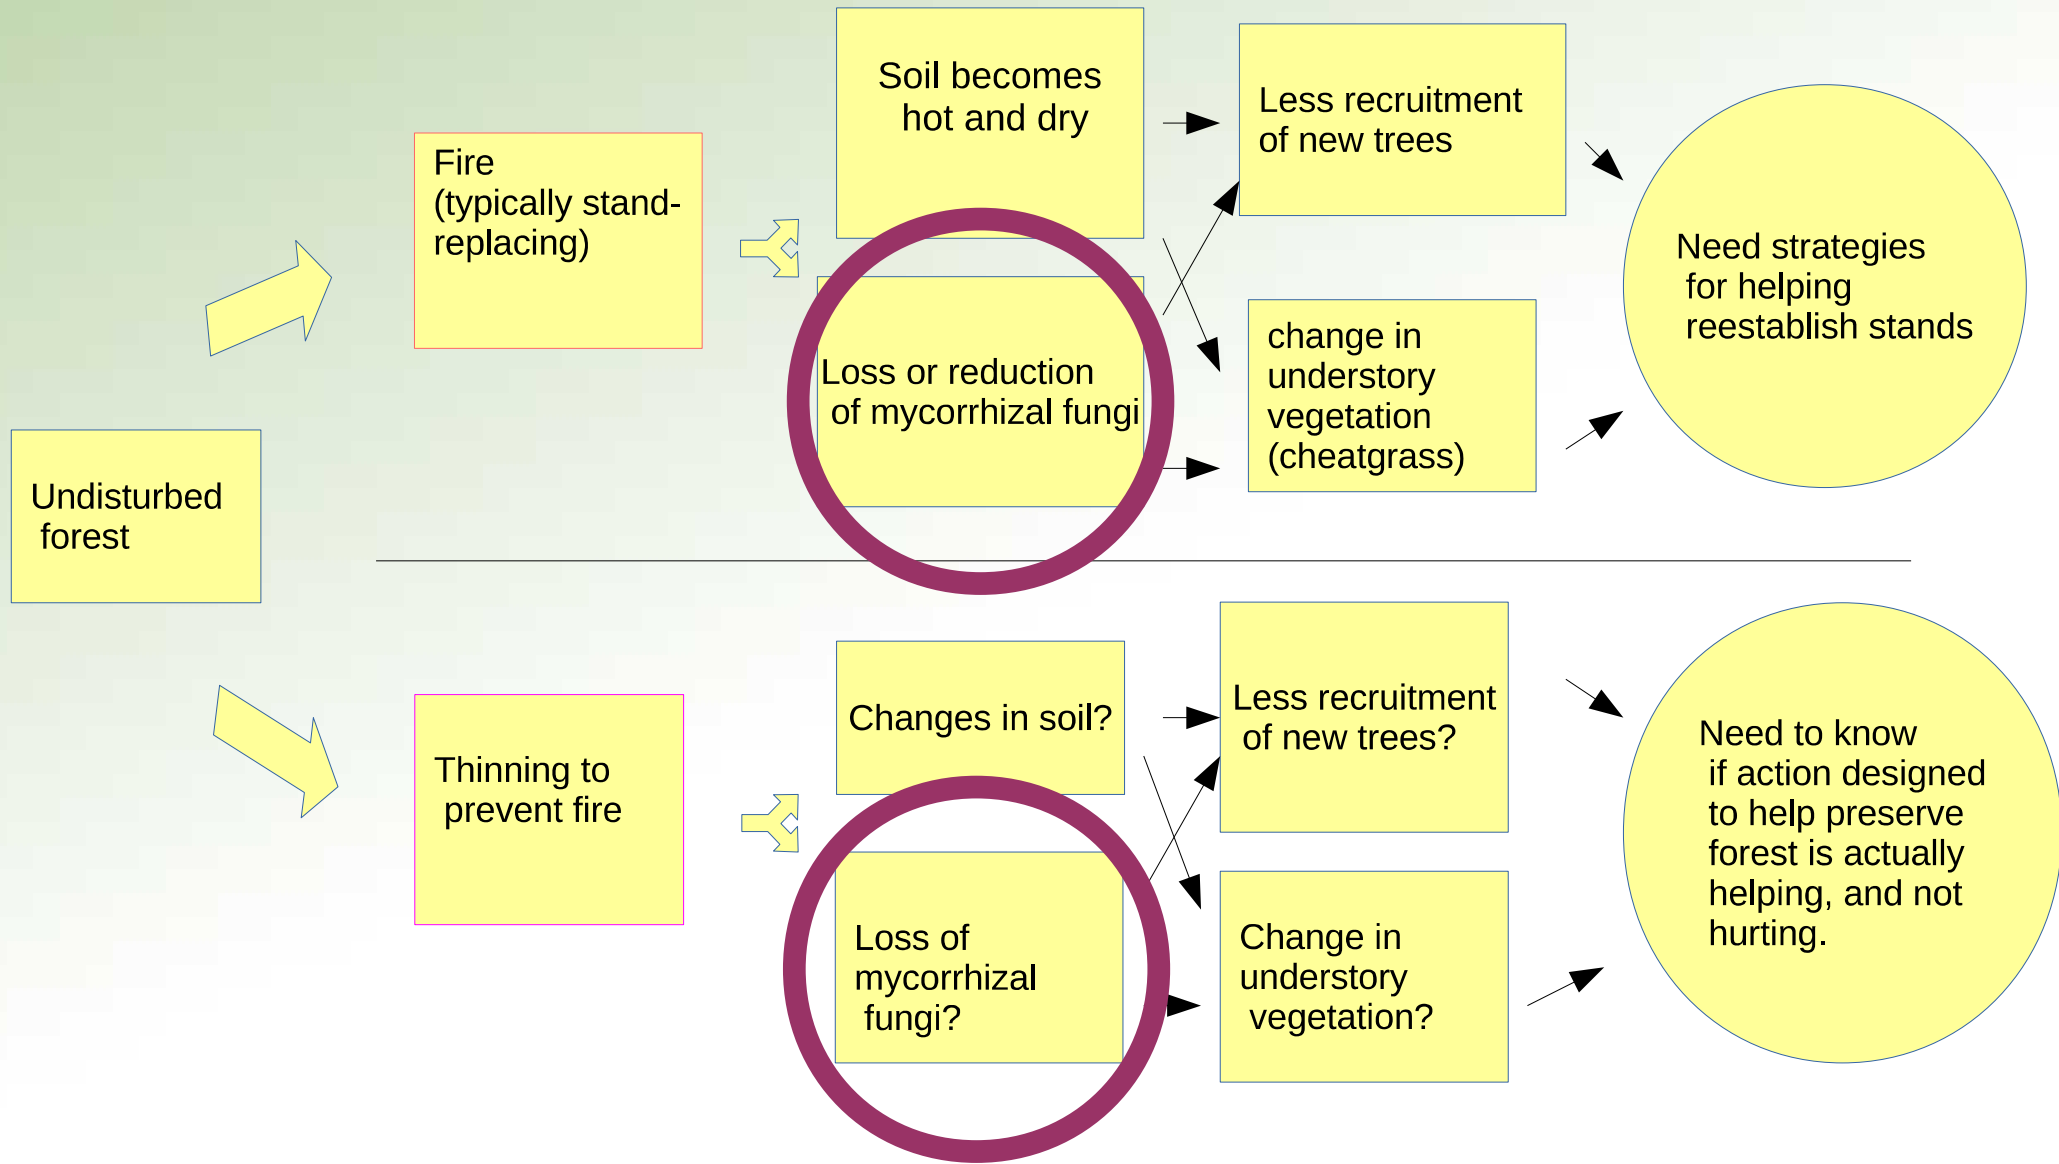 Undisturbed
forest
Fire
(typically stand-
replacing)
Soil becomes
hot and dry
Loss or reduction
of mycorrhizal fungi
Less recruitment
of new trees
change in
understory
vegetation
(cheatgrass)
Need strategies
for helping
reestablish stands
Thinning to
prevent fire
Changes in soil?
Loss of
mycorrhizal
fungi?
Less recruitment
of new trees?
Change in
understory
vegetation?
Need to know
if action designed
to help preserve
forest is actually
helping, and not
hurting.